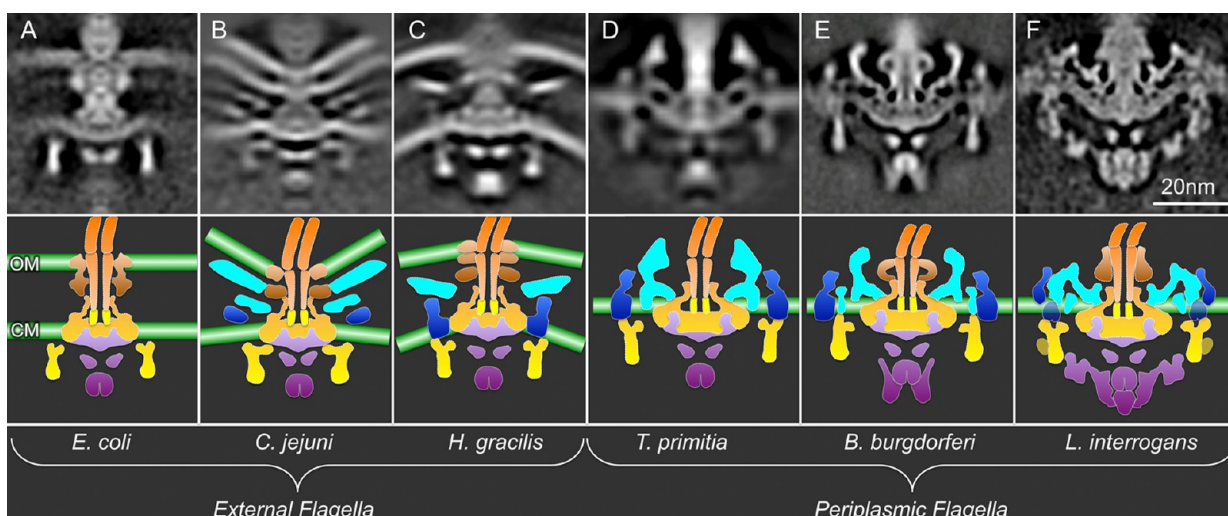 A B C D E F
20nm
OM
CM
E. coli C. jejuni H. gracilis T. primitia B. burgdorferi L. interrogans
External Flagella Periplasmic Flagella